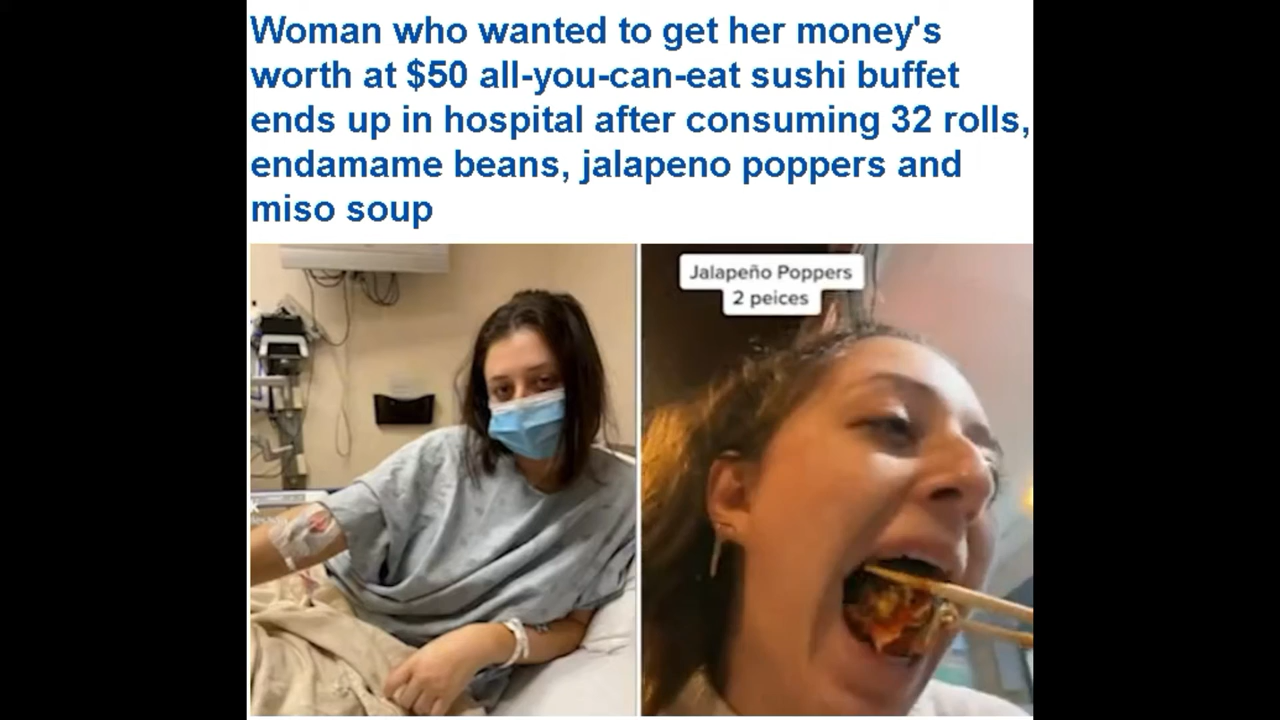 Woman who wanted to get her money's
worth at $50 all-you-can-eat sushi buffet
ends up in hospital after consuming 32 rolls,
endamame beans, jalapeno poppers and
miso soup
Jalapeño Poppers
2 peices